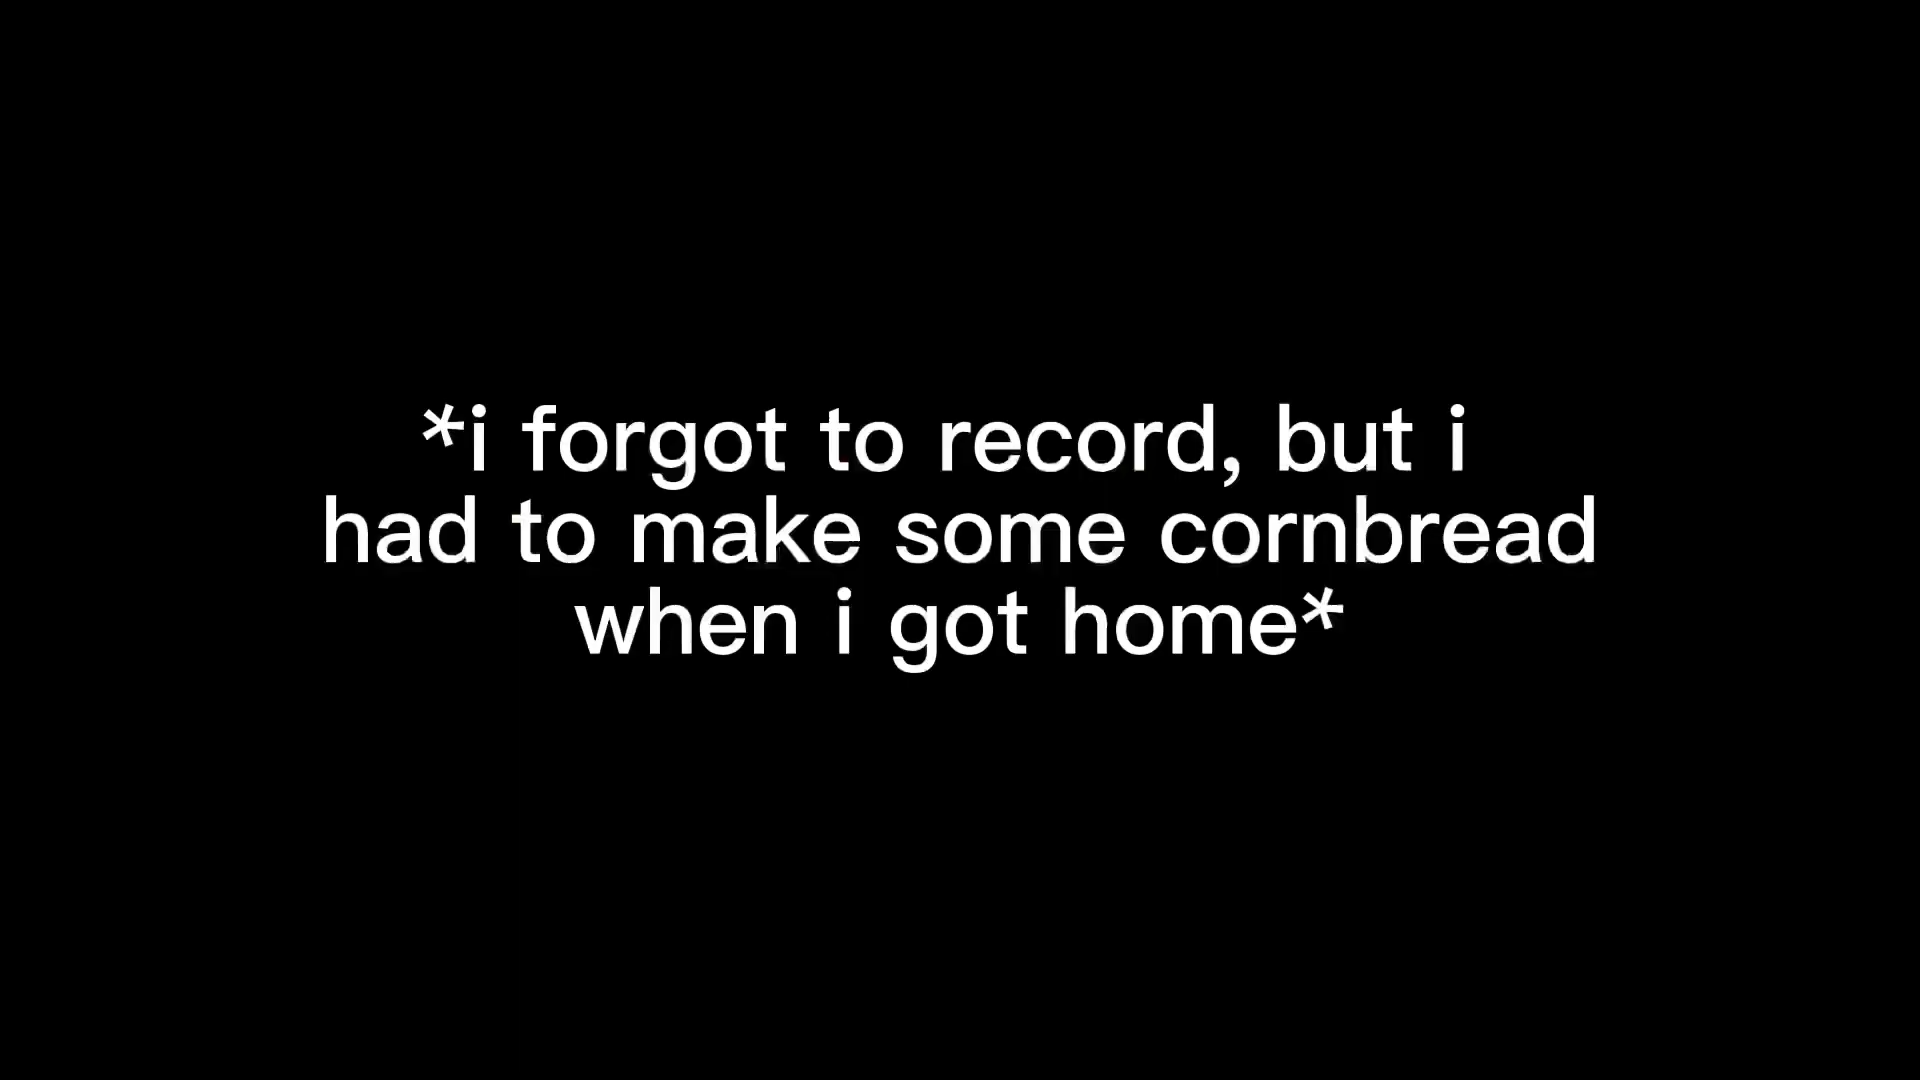 *i forgot to record, but i
had to make some cornbread
when i got home*